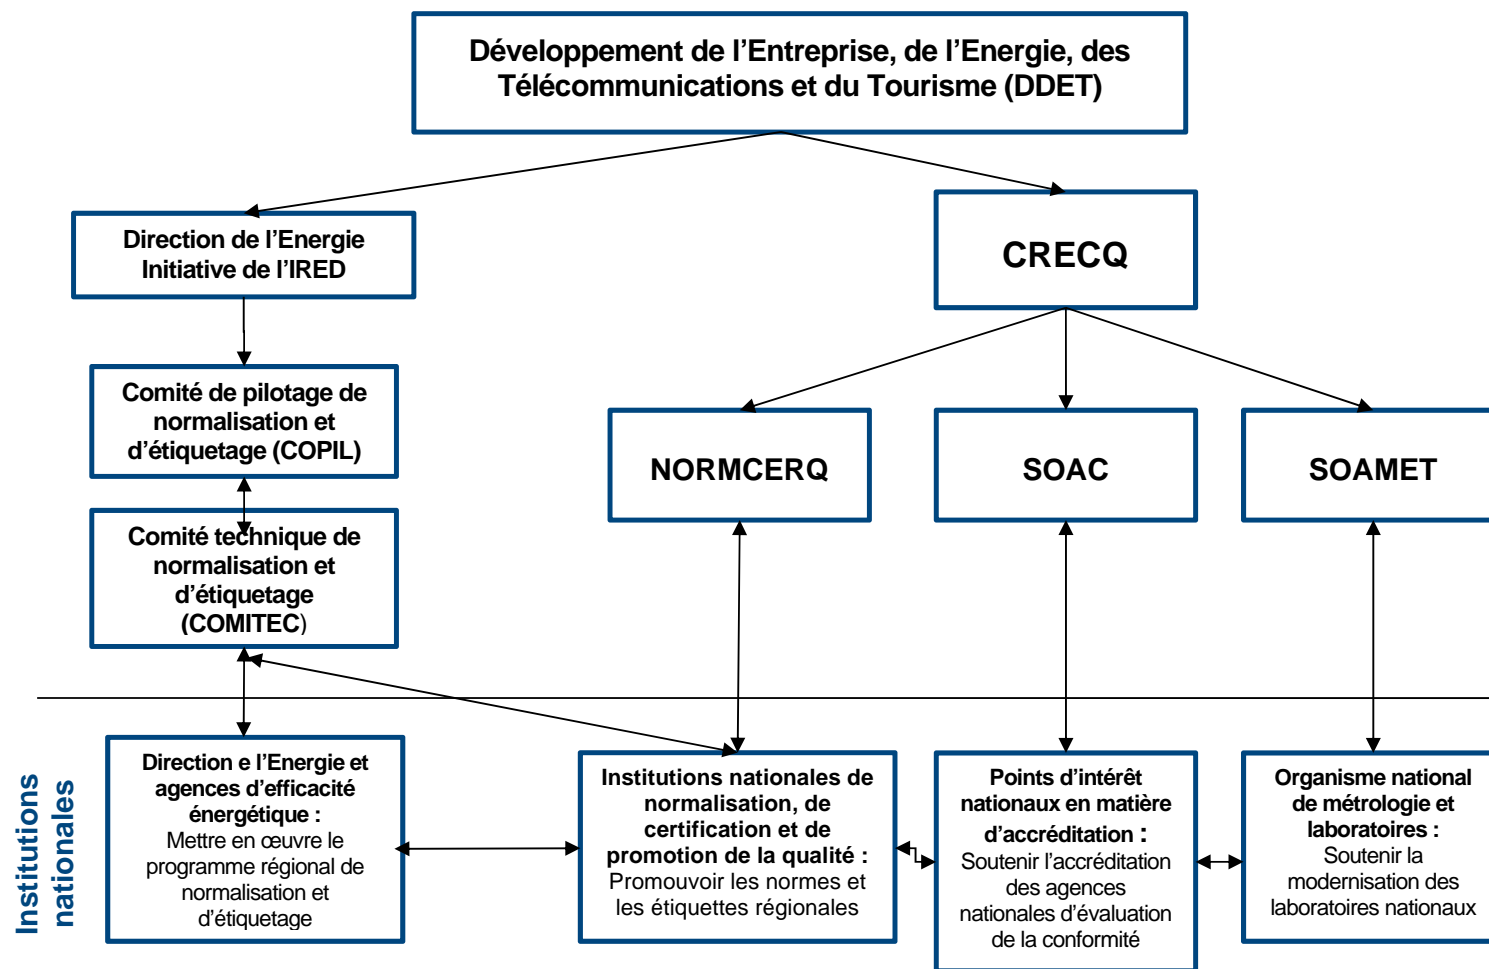 Développement de l’Entreprise, de l’Energie, des
Télécommunications et du Tourisme (DDET)
Direction de l’Energie
Initiative de l’IRED
CRECQ
Comité de pilotage de
normalisation et
d’étiquetage (COPIL)
NORMCERQ
SOAC
SOAMET
Comité technique de
normalisation et
d’étiquetage
(COMITEC)
Institutions
nationales
Direction e l’Energie et
agences d’efficacité
énergétique :
Mettre en œuvre le
programme régional de
normalisation et
d’étiquetage
Institutions nationales de
normalisation, de
certification et de
promotion de la qualité :
Promouvoir les normes et
les étiquettes régionales
Points d’intérêt
nationaux en matière
d’accréditation :
Soutenir l’accréditation
des agences
nationales d’évaluation
de la conformité
Organisme national
de métrologie et
laboratoires :
Soutenir la
modernisation des
laboratoires nationaux